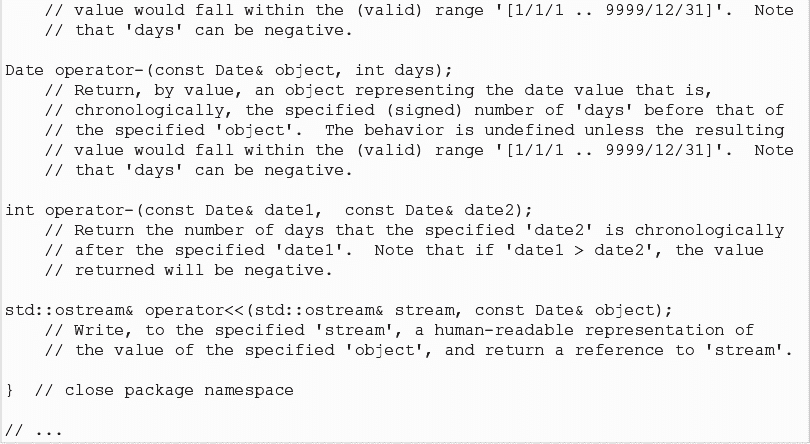 // value would fall within the (valid) range '[1/1/1 .. 9999/12/31]'.  Note
    // that 'days' can be negative.

Date operator-(const Date& object, int days);
    // Return, by value, an object representing the date value that is,
    // chronologically, the specified (signed) number of 'days' before that of
    // the specified 'object'.  The behavior is undefined unless the resulting
    // value would fall within the (valid) range '[1/1/1 .. 9999/12/31]'.  Note
    // that 'days' can be negative.

int operator-(const Date& date1,  const Date& date2);
    // Return the number of days that the specified 'date2' is chronologically
    // after the specified 'date1'.  Note that if 'date1 > date2', the value
    // returned will be negative.

std::ostream& operator<<(std::ostream& stream, const Date& object);
    // Write, to the specified 'stream', a human-readable representation of
    // the value of the specified 'object', and return a reference to 'stream'.

}  // close package namespace

// ...